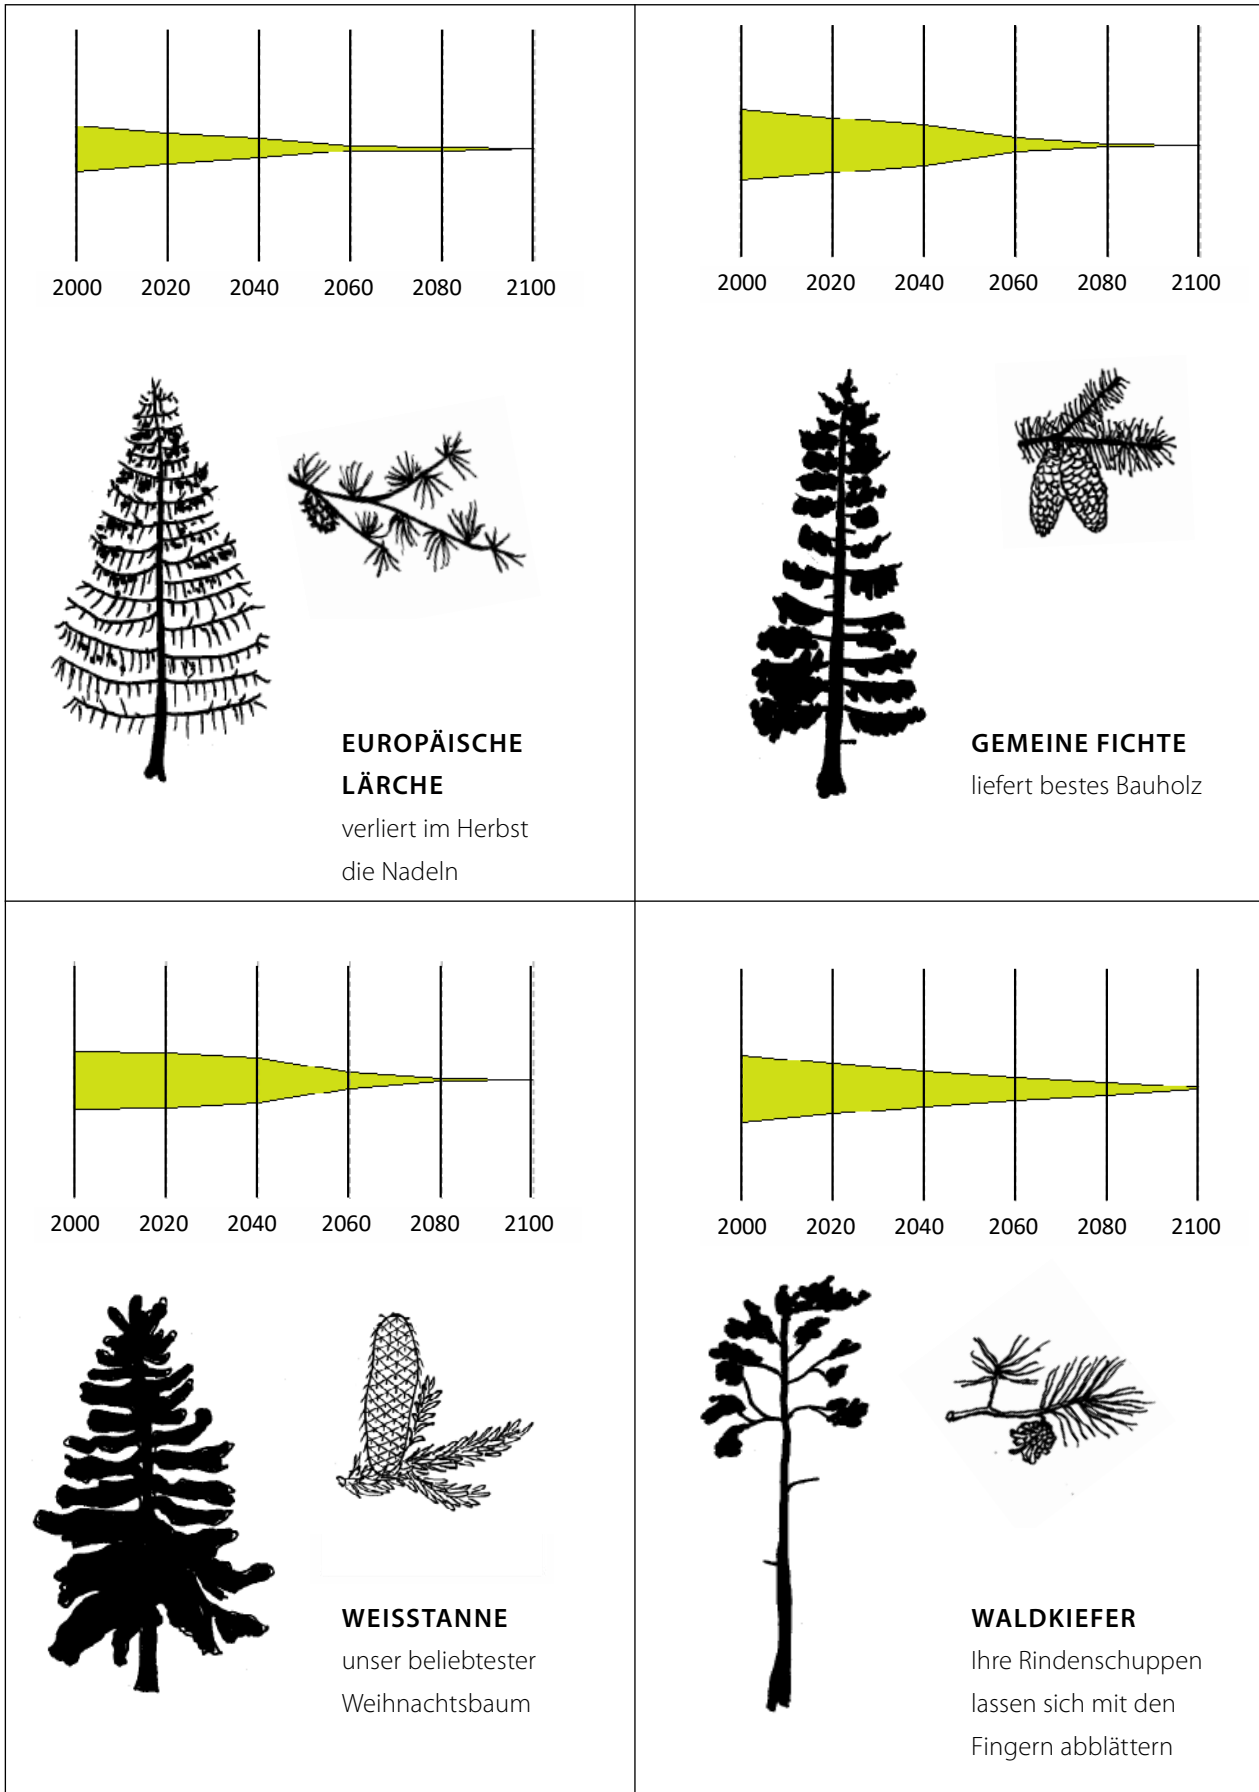 2000 2020 2040 2060 2080 2100
EUROPÄISCHE
LÄRCHE
verliert im Herbst
die Nadeln
2000 2020 2040 2060 2080 2100
GEMEINE FICHTE
liefert bestes Bauholz
2000 2020 2040 2060 2080 2100
WEISSTANNE
unser beliebtester
Weihnachtsbaum
2000 2020 2040 2060 2080 2100
WALDKIEFER
Ihre Rindenschuppen
lassen sich mit den
Fingern abblättern